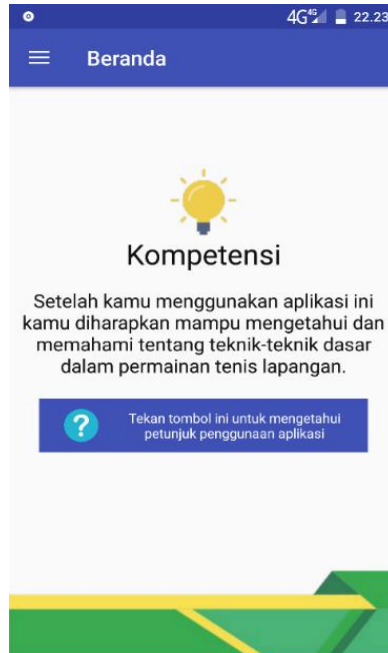 4G 4G 22.23
Beranda
Kompetensi
Setelah kamu menggunakan aplikasi ini
kamu diharapkan mampu mengetahui dan
memahami tentang teknik-teknik dasar
dalam permainan tenis lapangan.
?
Tekan tombol ini untuk mengetahui
petunjuk penggunaan aplikasi